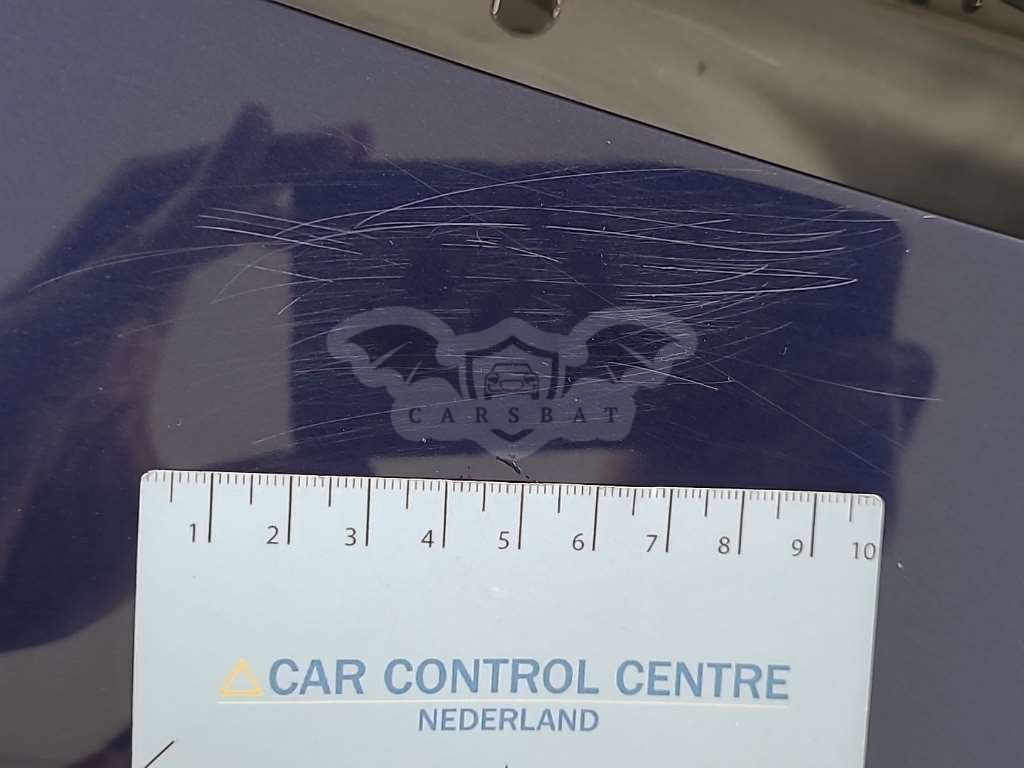 CARSBAT
1 2 3 4 5 6 7 8 9 10
CAR CONTROL CENTRE
NEDERLAND